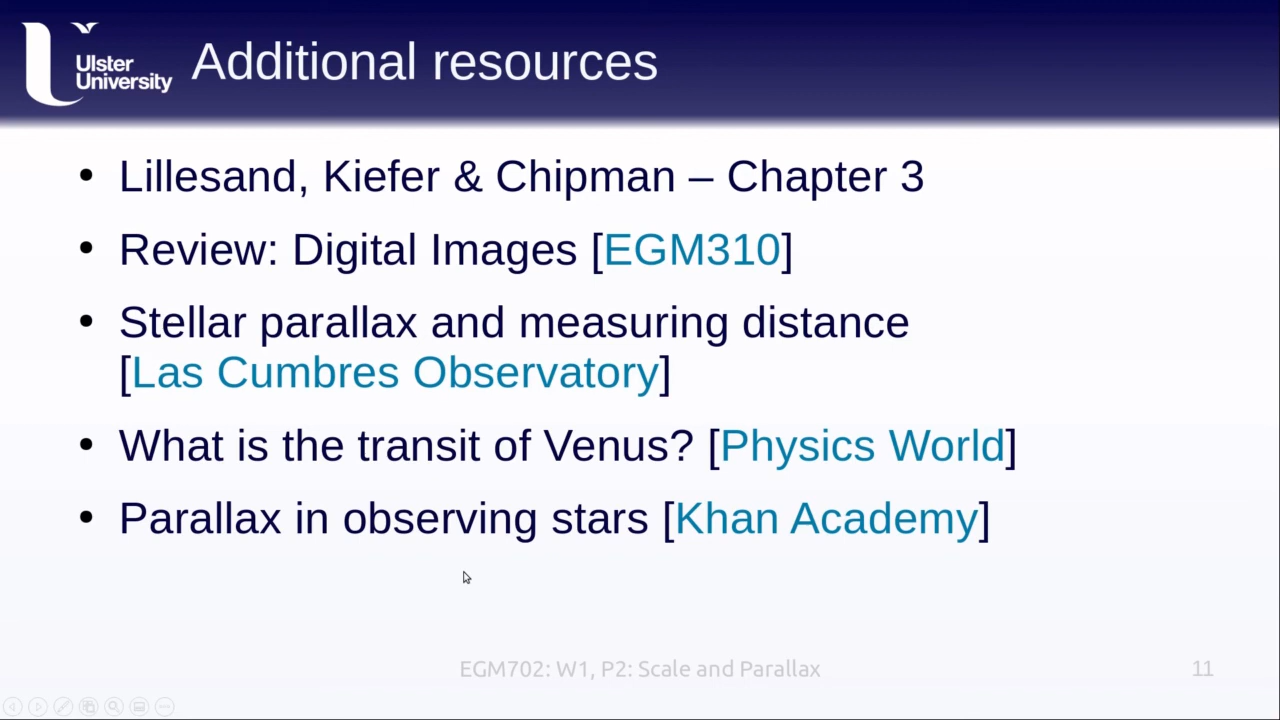 Ulster
University
Additional resources
• Lillesand, Kiefer & Chipman – Chapter 3
• Review: Digital Images [EGM310]
• Stellar parallax and measuring distance
[Las Cumbres Observatory]
• What is the transit of Venus? [Physics World]
• Parallax in observing stars [Khan Academy]
EGM702: W1, P2: Scale and Parallax
11